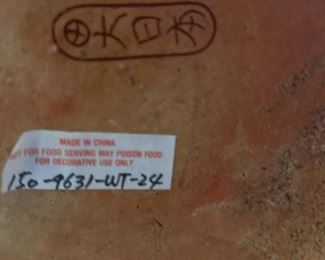 大日本
MADE IN CHINA
NOT FOR FOOD SERVING MAY POISON FOOD
FOR DECORATIVE USE ONLY
150-9631-WT-24